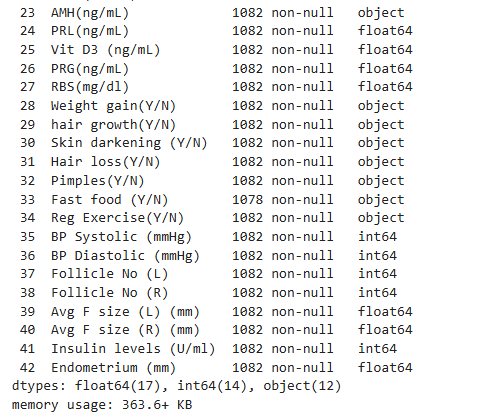 23 AMH(ng/mL) 1082 non-null object
24 PRL(ng/mL) 1082 non-null float64
25 Vit D3 (ng/mL) 1082 non-null float64
26 PRG(ng/mL) 1082 non-null float64
27 RBS(mg/dl) 1082 non-null float64
28 Weight gain(Y/N) 1082 non-null object
29 hair growth(Y/N) 1082 non-null object
30 Skin darkening (Y/N) 1082 non-null object
31 Hair loss(Y/N) 1082 non-null object
32 Pimples(Y/N) 1082 non-null object
33 Fast food (Y/N) 1078 non-null object
34 Reg Exercise(Y/N) 1082 non-null object
35 BP Systolic (mmHg) 1082 non-null int64
36 BP Diastolic (mmHg) 1082 non-null int64
37 Follicle No (L) 1082 non-null int64
38 Follicle No (R) 1082 non-null int64
39 Avg F size (L) (mm) 1082 non-null float64
40 Avg F size (R) (mm) 1082 non-null float64
41 Insulin levels (U/ml) 1082 non-null int64
42 Endometrium (mm) 1082 non-null float64
dtypes: float64(17), int64(14), object(12)
memory usage: 363.6+ KB